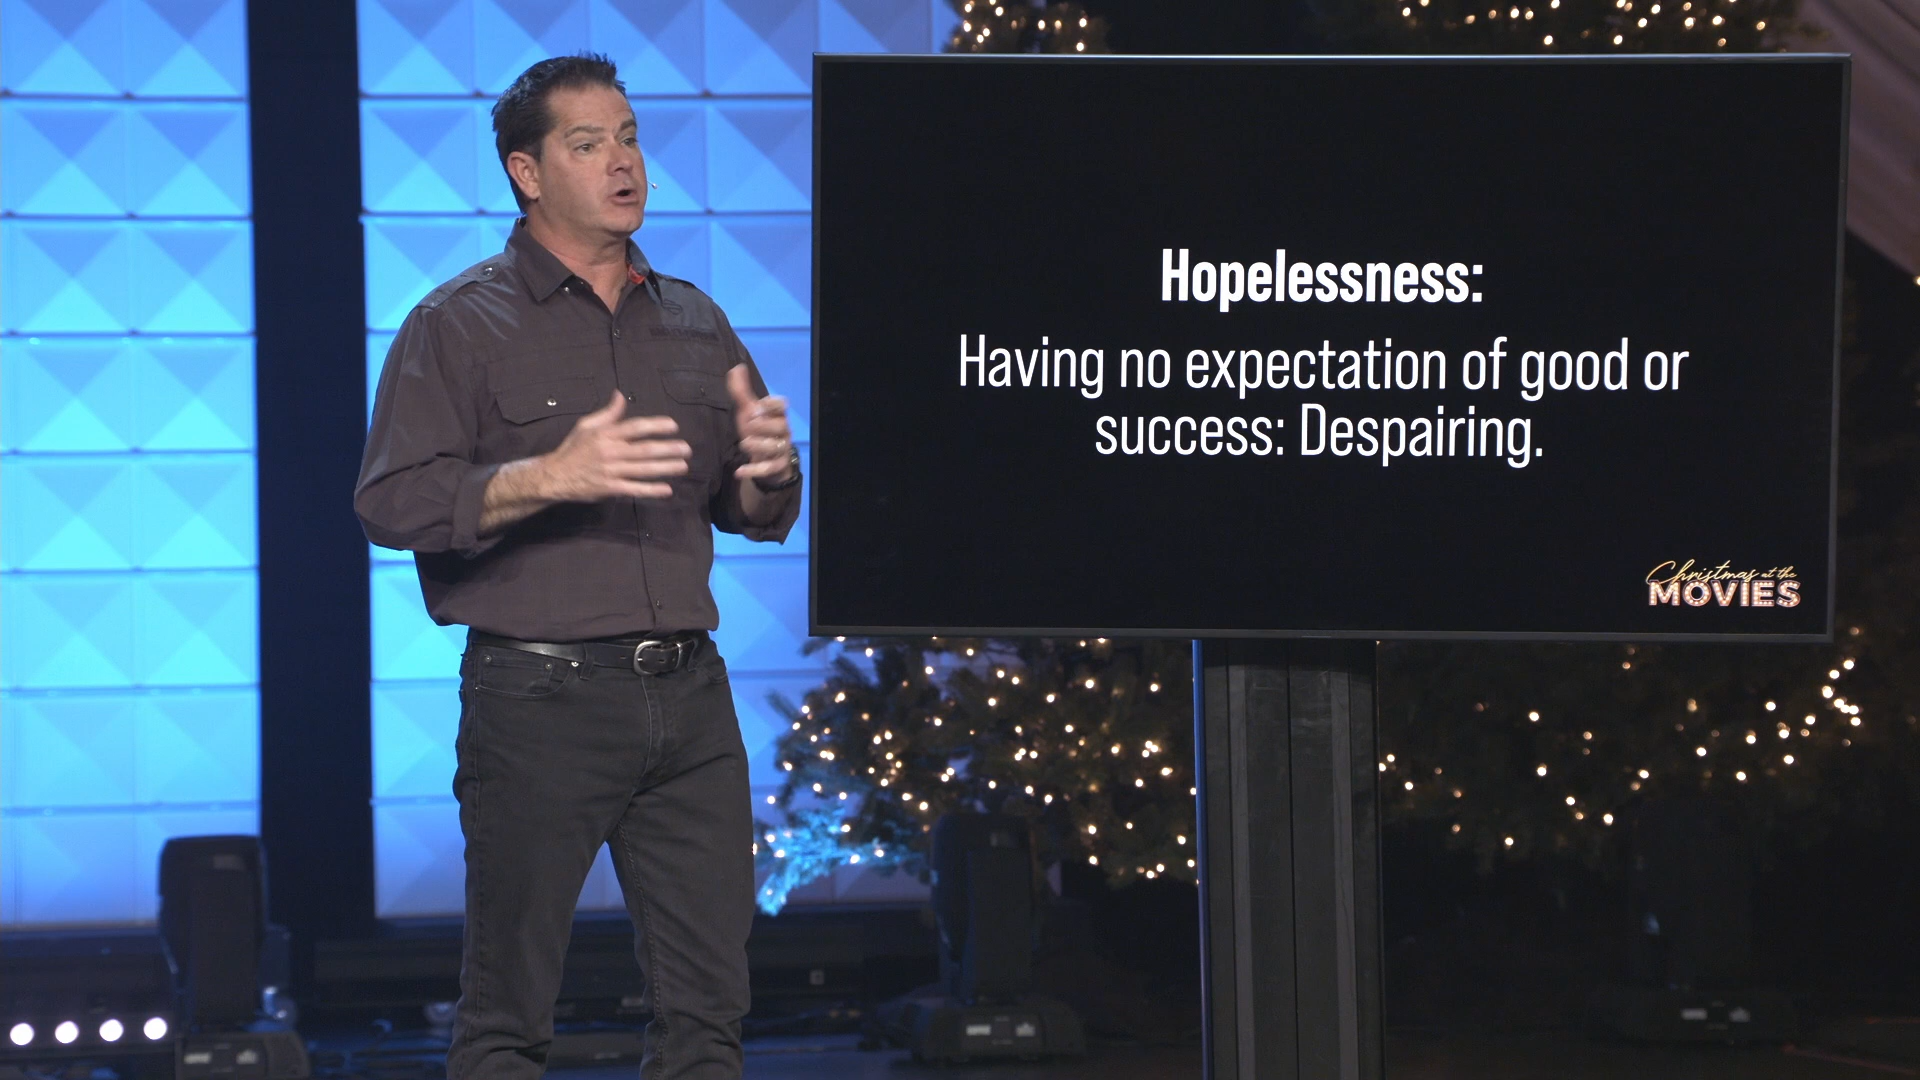 Hopelessness:
Having no expectation of good or
success: Despairing.
Christmas at the
MOVIES